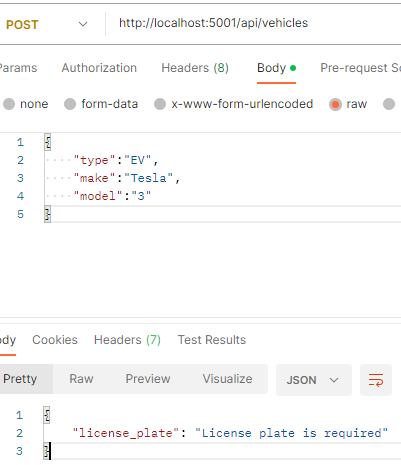 POST http://localhost:5001/api/vehicles
Params Authorization Headers (8) Body Pre-request Sc
none form-data x-www-form-urlencoded raw
1 {
2 "type":"EV",
3 "make":"Tesla",
4 "model":"3"
5 }
ody Cookies Headers (7) Test Results
Pretty Raw Preview Visualize JSON
1 {
2 "license_plate": "License plate is required"
3 }